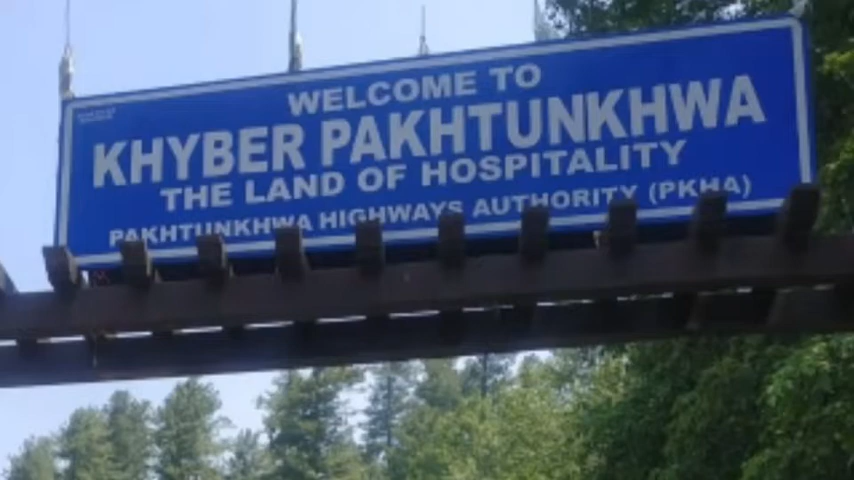 WELCOME TO
KHYBER PAKHTUNKHWA
THE LAND OF HOSPITALITY
PAKHTUNKHWA HIGHWAYS AUTHORITY (PKHA)